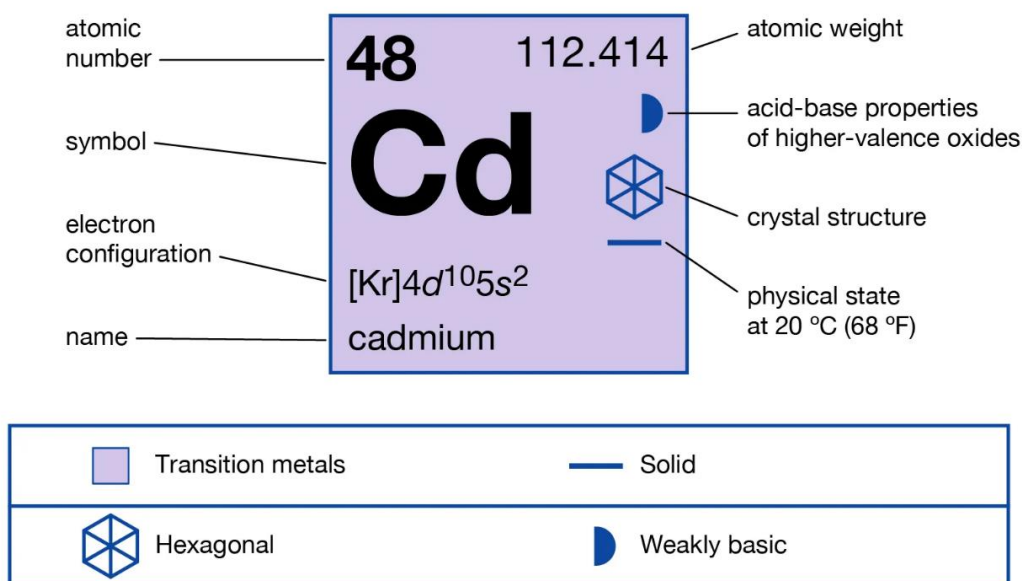 atomic
number
48
112.414
atomic weight
symbol
Cd
acid-base properties
of higher-valence oxides
crystal structure
electron
configuration
[Kr]4d¹⁰5s²
physical state
at 20 ºC (68 ºF)
name
cadmium
Transition metals
Solid
Hexagonal
Weakly basic